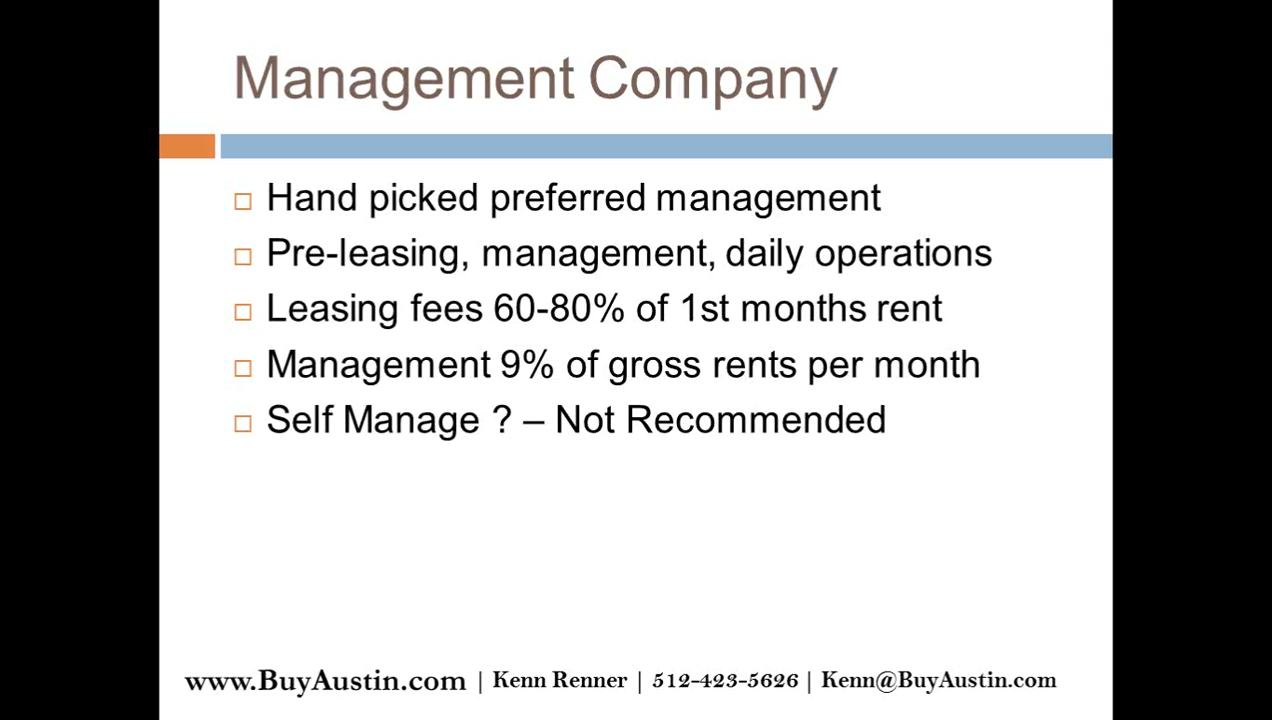 Management Company
Hand picked preferred management
Pre-leasing, management, daily operations
Leasing fees 60-80% of 1st months rent
Management 9% of gross rents per month
Self Manage ? – Not Recommended
www.BuyAustin.com | Kenn Renner | 512-423-5626 | Kenn@BuyAustin.com